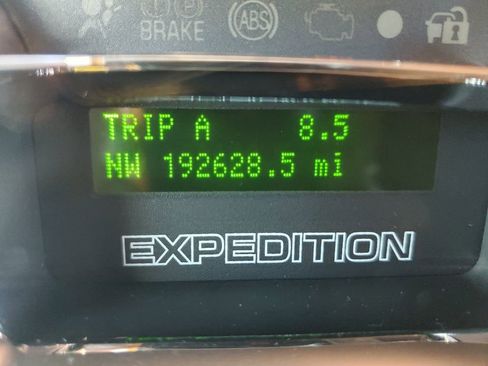 (!) (P)
BRAKE
(ABS)
TRIP A 8.5
NW 192628.5 mi
EXPEDITION